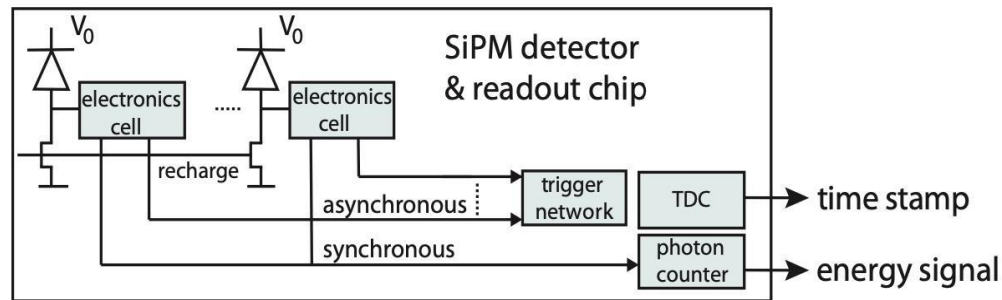 V0
V0
SiPM detector
& readout chip
electronics
cell
.....
electronics
cell
recharge
trigger
network
TDC
time stamp
asynchronous
synchronous
photon
counter
energy signal